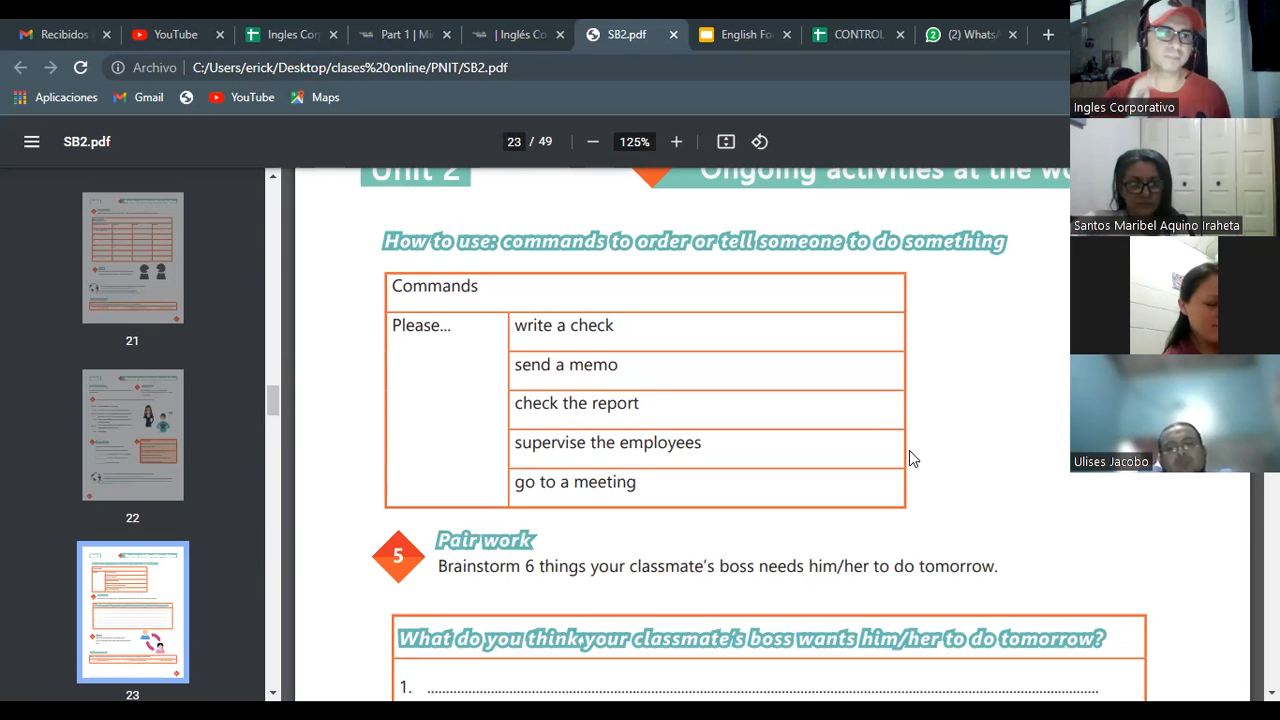 Recibidos
YouTube
Ingles Corp
Part 1 | M
| Inglés Co
SB2.pdf
English Fo
CONTROL
(2) Whats
Archivo C:/Users/erick/Desktop/clases%20online/PNIT/SB2.pdf
Aplicaciones Gmail YouTube Maps
SB2.pdf 23 / 49 125%
21
22
23
Unit 2 Ongoing activities at the wo
How to use: commands to order or tell someone to do something
Commands
Please... write a check
send a memo
check the report
supervise the employees
go to a meeting
5 Pair work
Brainstorm 6 things your classmate's boss needs him/her to do tomorrow.
What do you think your classmate's boss wants him/her to do tomorrow?
1. ........................................................................
Ingles Corporativo
Santos Maribel Aquino Iraheta
Ulises Jacobo